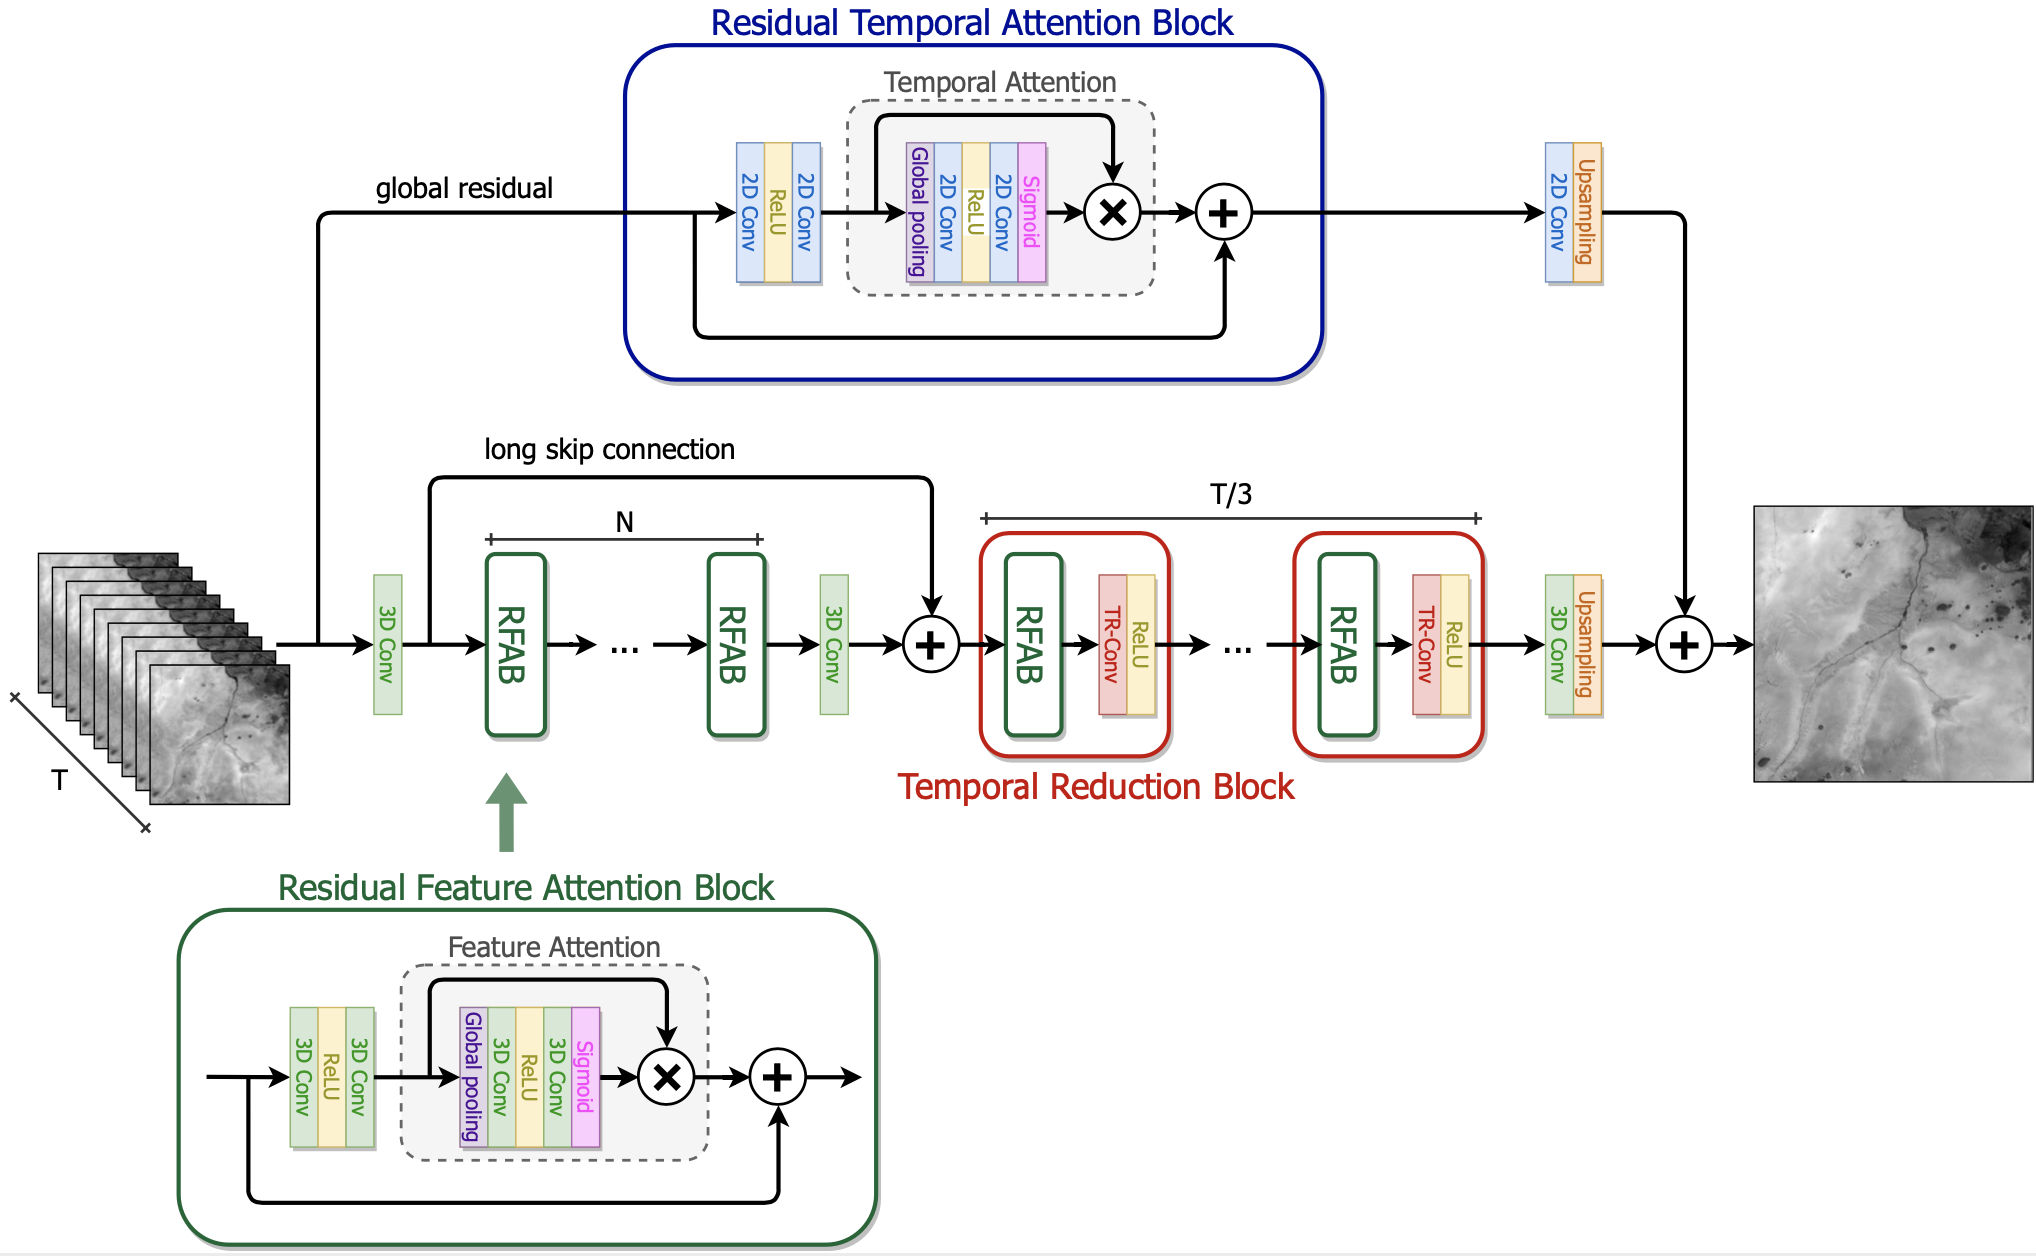 Residual Temporal Attention Block
Temporal Attention
global residual
2D Conv
ReLU
2D Conv
Global pooling
2D Conv
ReLU
2D Conv
Sigmoid
2D Conv
Upsampling
long skip connection
N
T/3
T
3D Conv
RFAB
...
RFAB
3D Conv
RFAB
TR-Conv
ReLU
...
RFAB
TR-Conv
ReLU
3D Conv
Upsampling
Temporal Reduction Block
Residual Feature Attention Block
Feature Attention
3D Conv
ReLU
3D Conv
Global pooling
3D Conv
ReLU
3D Conv
Sigmoid